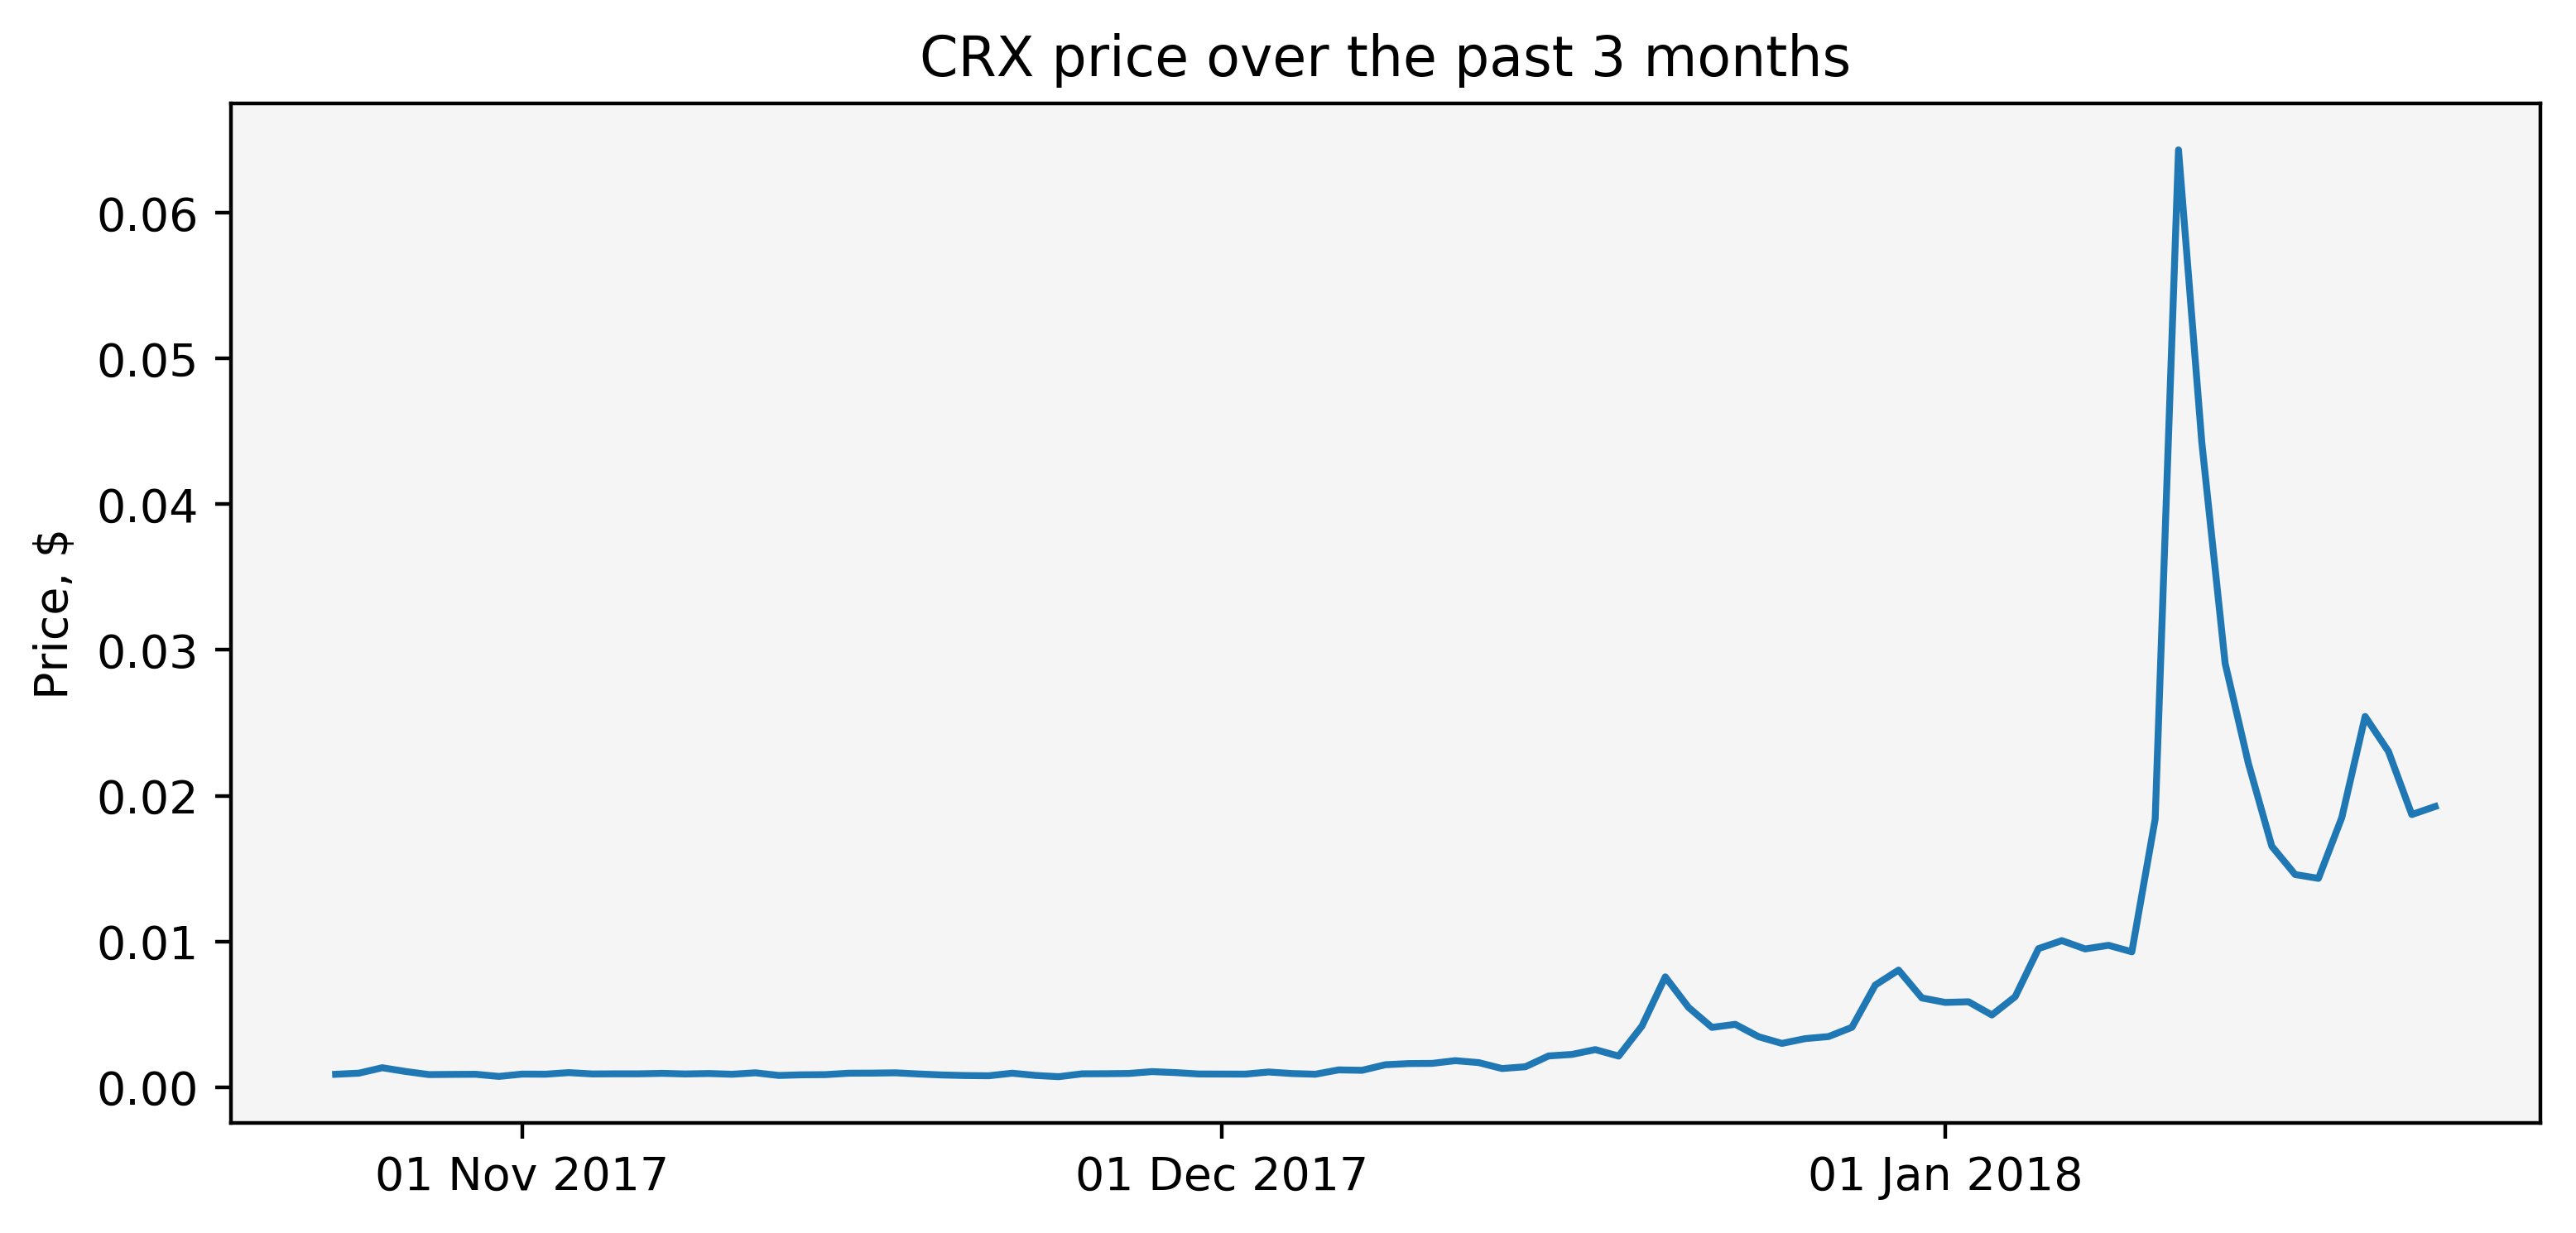 CRX price over the past 3 months
Price, $
0.06
0.05
0.04
0.03
0.02
0.01
0.00
01 Nov 2017
01 Dec 2017
01 Jan 2018